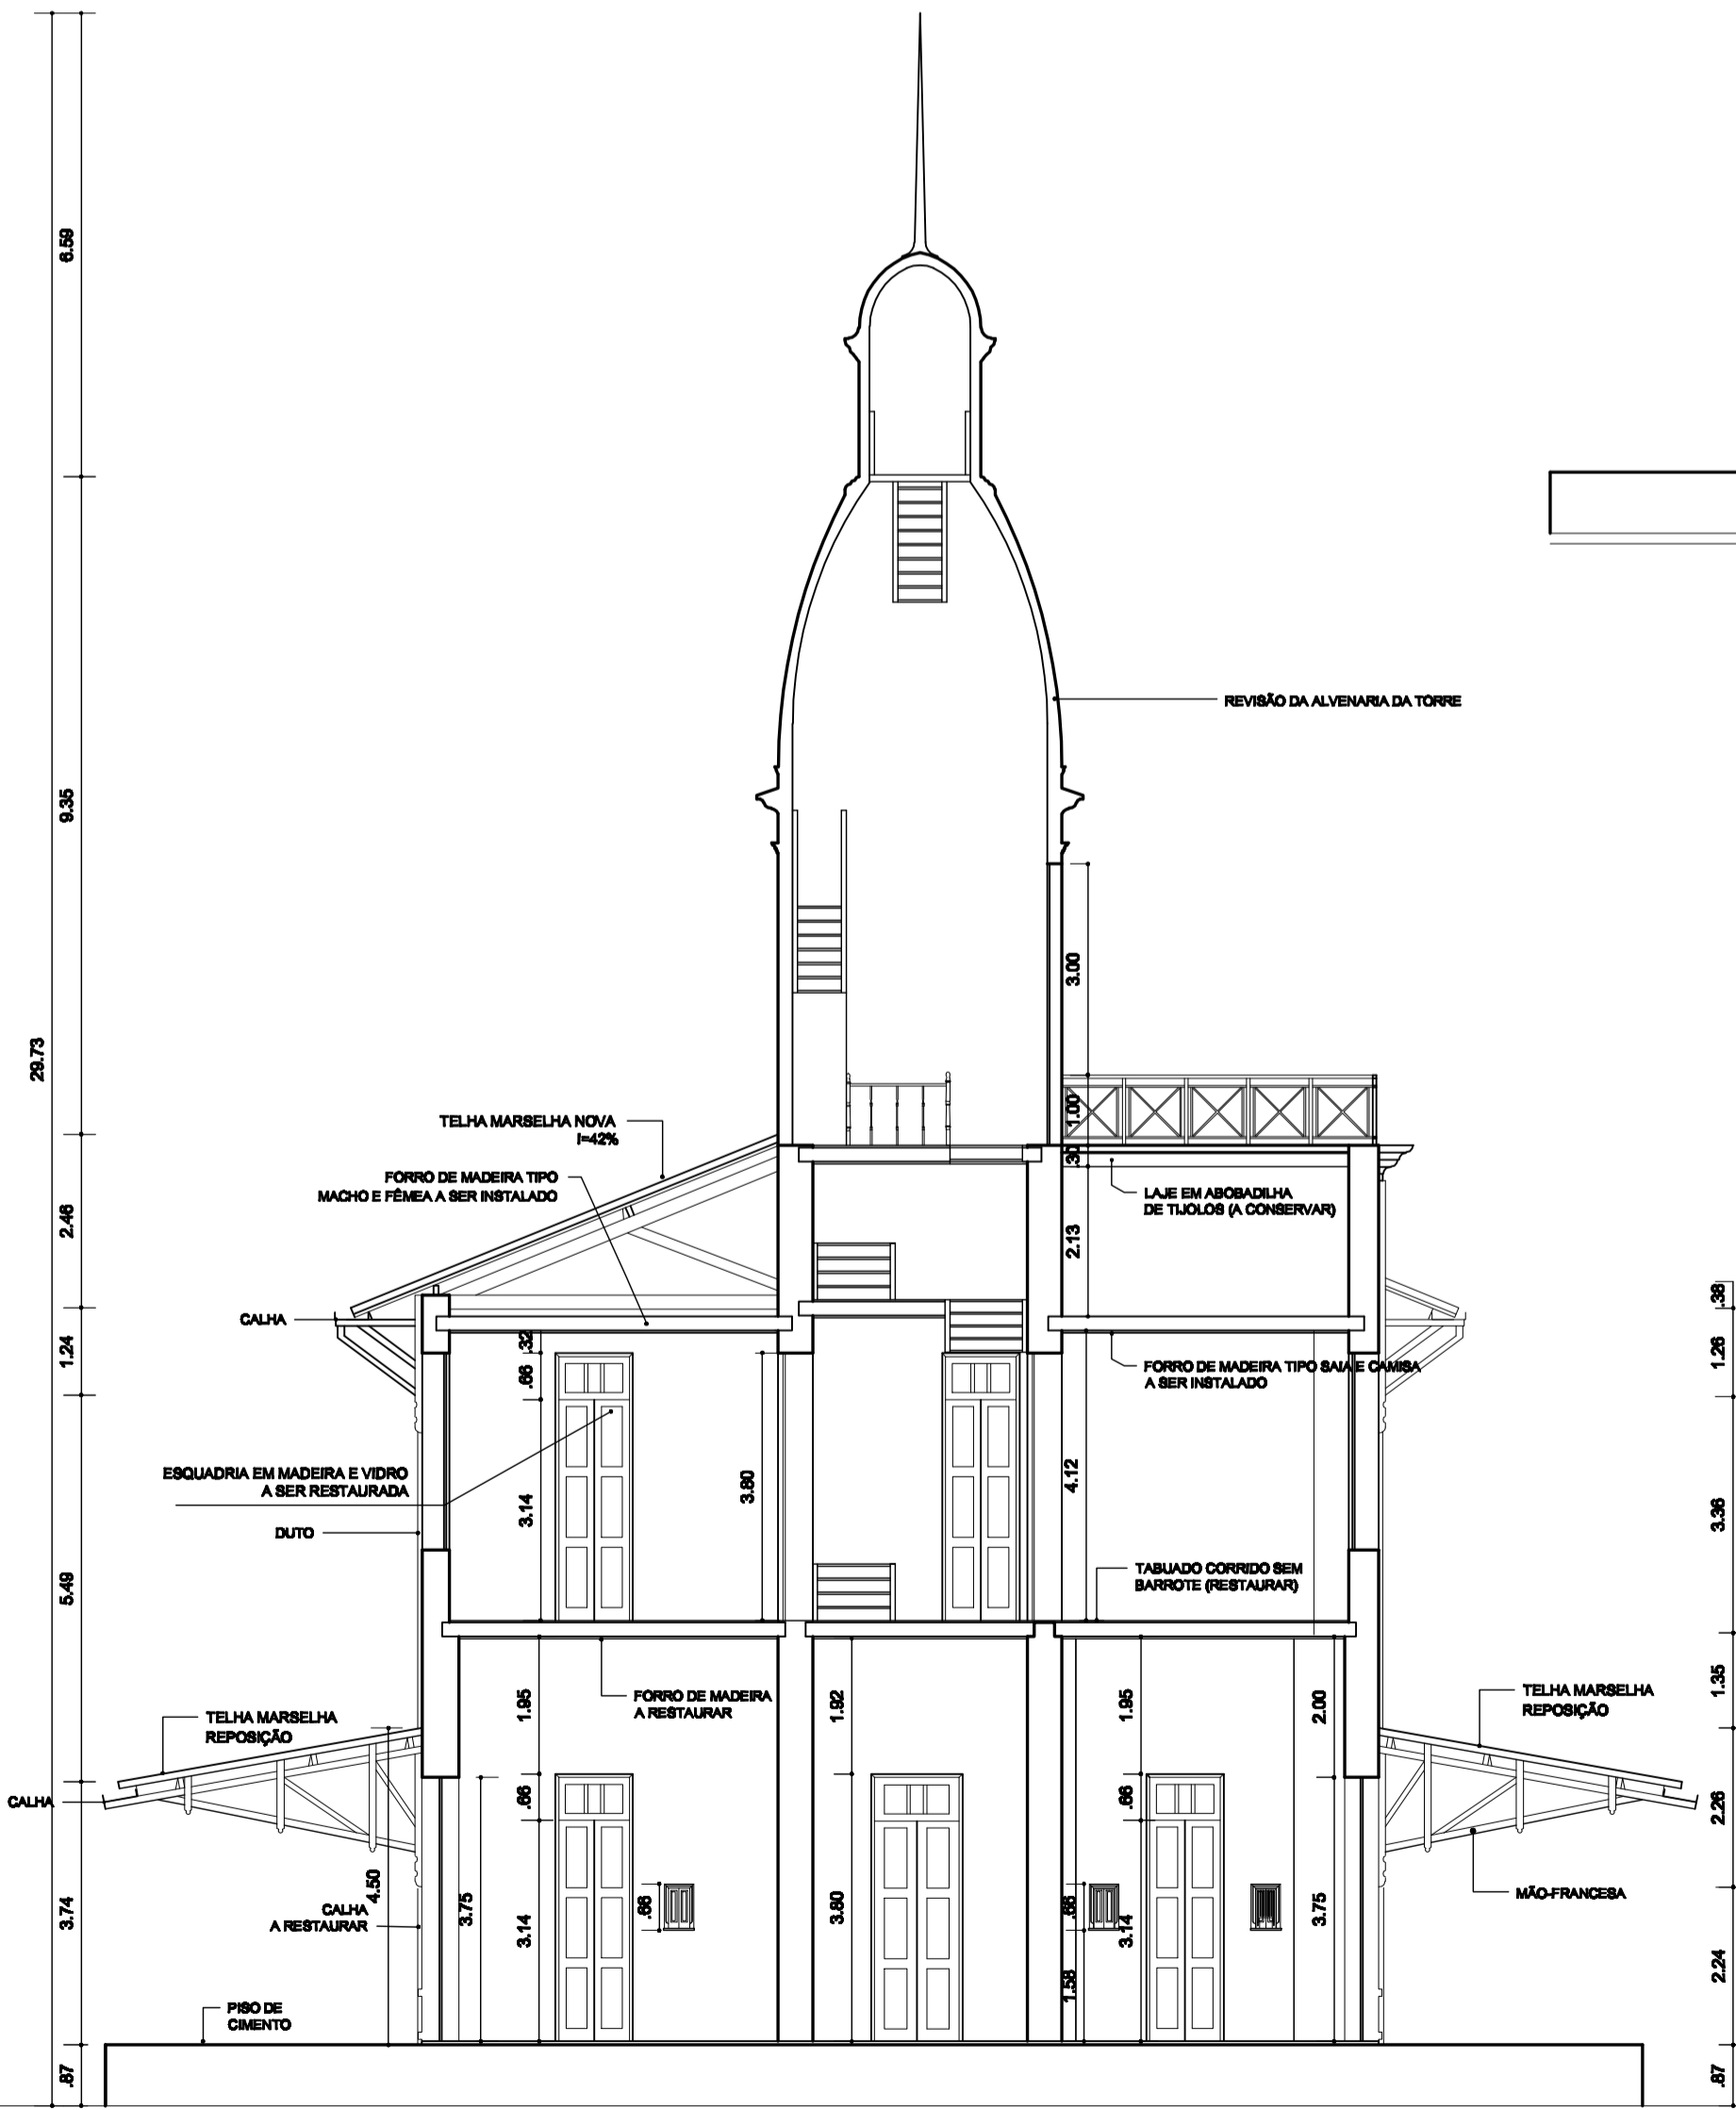 6.59
REVISÃO DA ALVENARIA DA TORRE
9.35
3.00
29.73
1.00
TELHA MARSELHA NOVA
I=42%
.30
FORRO DE MADEIRA TIPO
MACHO E FÊMEA A SER INSTALADO
LAJE EM ABOBADILHA
DE TIJOLOS (A CONSERVAR)
2.46
2.13
.38
CALHA
1.24
.32
.66
1.26
FORRO DE MADEIRA TIPO SAIA E CAMISA
A SER INSTALADO
ESQUADRIA EM MADEIRA E VIDRO
A SER RESTAURADA
3.14
3.80
4.12
3.36
DUTO
TABUADO CORRIDO SEM
BARROTE (RESTAURAR)
5.49
FORRO DE MADEIRA
A RESTAURAR
1.95
1.92
1.95
2.00
1.35
TELHA MARSELHA
REPOSIÇÃO
TELHA MARSELHA
REPOSIÇÃO
CALHA
.66
.66
2.26
4.50
3.75
3.14
.66
3.80
.66
3.14
3.75
MÃO-FRANCESA
3.74
CALHA
A RESTAURAR
1.58
2.24
PISO DE
CIMENTO
.87
.87